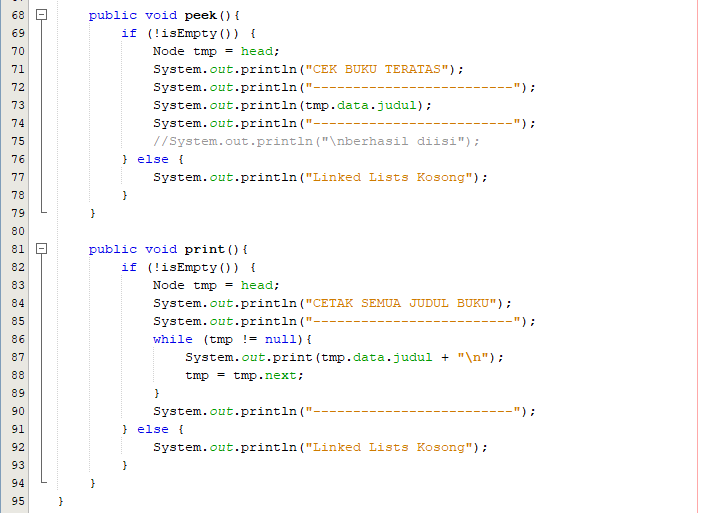 68 public void peek(){
69 if (!isEmpty()) {
70 Node tmp = head;
71 System.out.println("CEK BUKU TERATAS");
72 System.out.println("-------------------------");
73 System.out.println(tmp.data.judul);
74 System.out.println("-------------------------");
75 //System.out.println("\nberhasil diisi");
76 } else {
77 System.out.println("Linked Lists Kosong");
78 }
79 }
80
81 public void print(){
82 if (!isEmpty()) {
83 Node tmp = head;
84 System.out.println("CETAK SEMUA JUDUL BUKU");
85 System.out.println("-------------------------");
86 while (tmp != null){
87 System.out.print(tmp.data.judul + "\n");
88 tmp = tmp.next;
89 }
90 System.out.println("-------------------------");
91 } else {
92 System.out.println("Linked Lists Kosong");
93 }
94 }
95 }